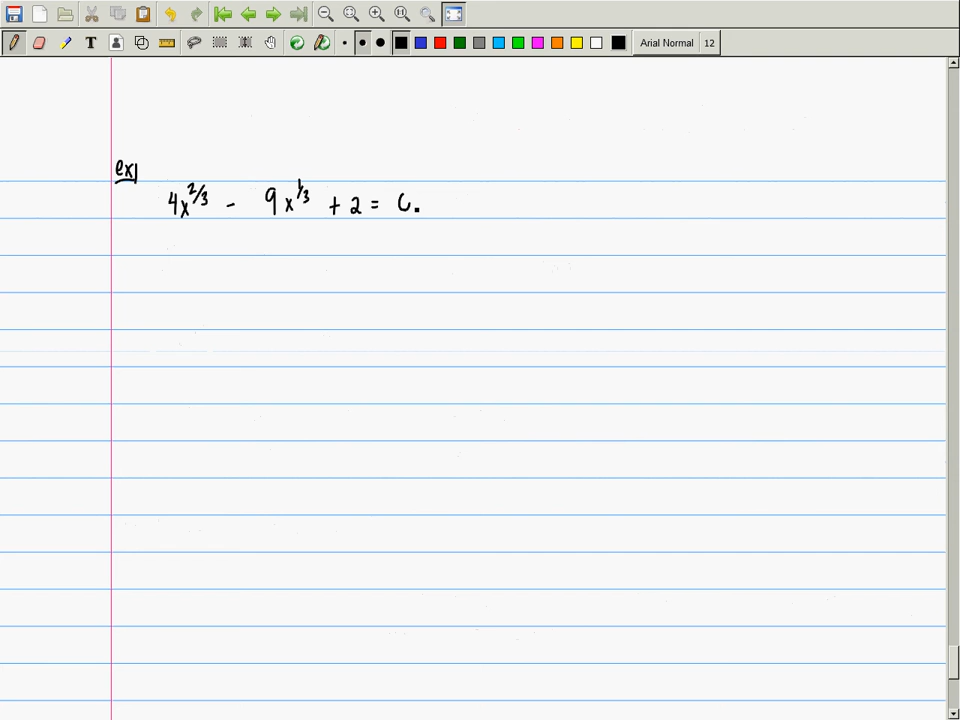 T
Arial Normal 12
ex)
4x^{2/3} - 9x^{1/3} + 2 = 0.